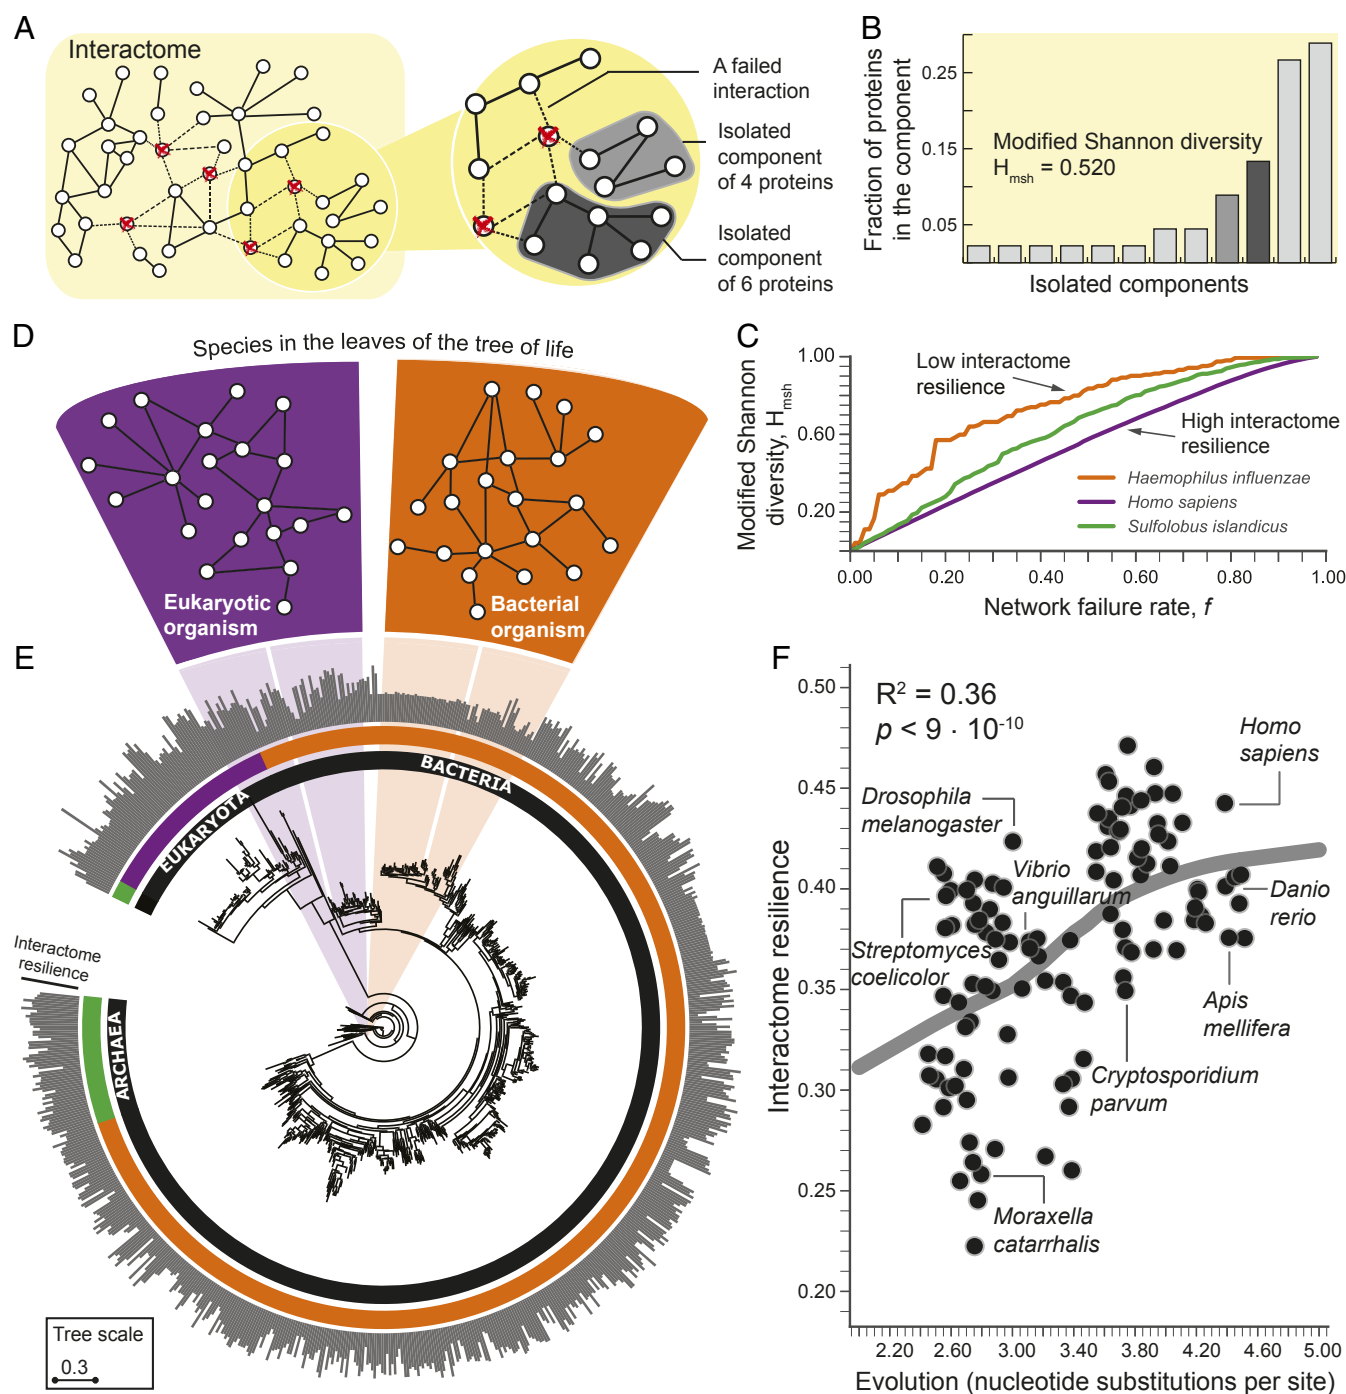 A
Interactome
A failed
interaction
Isolated
component
of 4 proteins
Isolated
component
of 6 proteins
B
Fraction of proteins
in the component
0.25
0.15
0.05
Modified Shannon diversity
Hmsh = 0.520
Isolated components
D
Species in the leaves of the tree of life
Eukaryotic
organism
Bacterial
organism
C
Modified Shannon
diversity, Hmsh
1.00
0.60
0.20
Low interactome
resilience
High interactome
resilience
Haemophilus influenzae
Homo sapiens
Sulfolobus islandicus
0.00 0.20 0.40 0.60 0.80 1.00
Network failure rate, f
E
EUKARYOTA
BACTERIA
ARCHAEA
Interactome
resilience
Tree scale
0.3
F
Interactome resilience
0.50
0.45
0.40
0.35
0.30
0.25
0.20
R² = 0.36
p < 9 · 10⁻¹⁰
Homo
sapiens
Drosophila
melanogaster
Vibrio
anguillarum
Danio
rerio
Streptomyces
coelicolor
Apis
mellifera
Cryptosporidium
parvum
Moraxella
catarrhalis
2.20 2.60 3.00 3.40 3.80 4.20 4.60 5.00
Evolution (nucleotide substitutions per site)